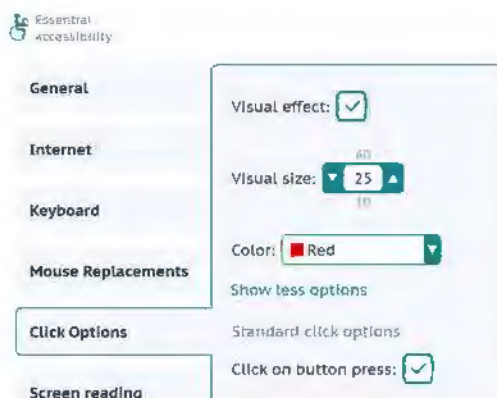 Essential
accessibility
General
Internet
Keyboard
Mouse Replacements
Click Options
Screen reading
Visual effect:
60
Visual size: 25
10
Color: Red
Show less options
Standard click options
Click on button press: